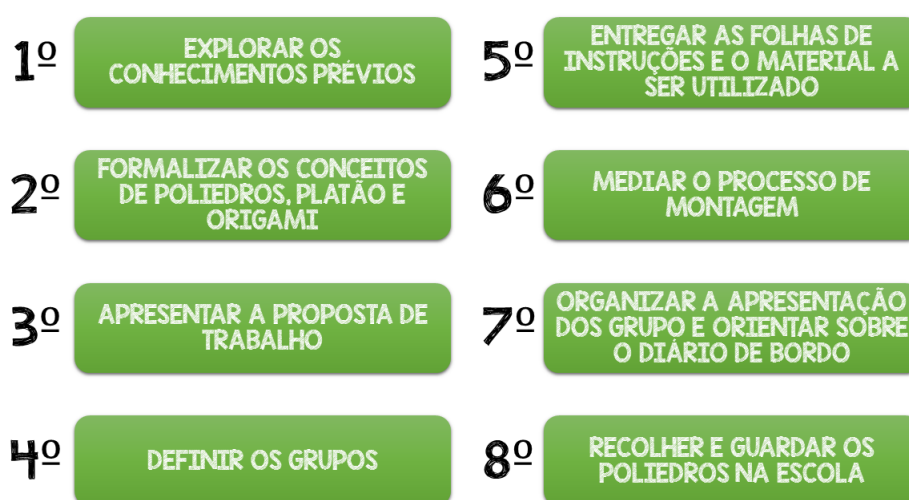 1º
EXPLORAR OS
CONHECIMENTOS PRÉVIOS
2º
FORMALIZAR OS CONCEITOS
DE POLIEDROS, PLATÃO E
ORIGAMI
3º
APRESENTAR A PROPOSTA DE
TRABALHO
4º
DEFINIR OS GRUPOS
5º
ENTREGAR AS FOLHAS DE
INSTRUÇÕES E O MATERIAL A
SER UTILIZADO
6º
MEDIAR O PROCESSO DE
MONTAGEM
7º
ORGANIZAR A APRESENTAÇÃO
DOS GRUPO E ORIENTAR SOBRE
O DIÁRIO DE BORDO
8º
RECOLHER E GUARDAR OS
POLIEDROS NA ESCOLA